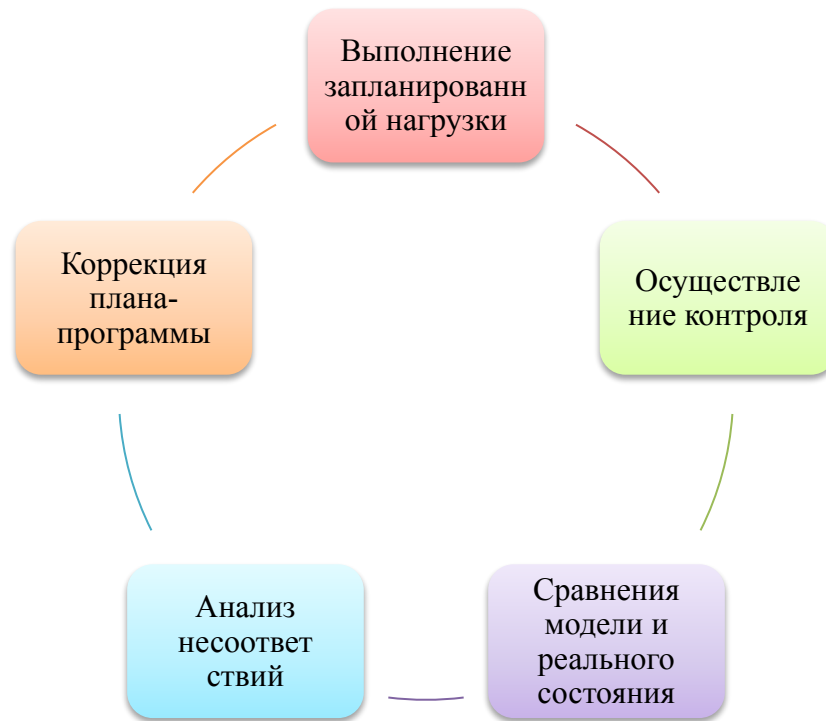 Выполнение
запланированн
ой нагрузки
Осуществле
ние контроля
Сравнения
модели и
реального
состояния
Анализ
несоответ
ствий
Коррекция
плана-
программы